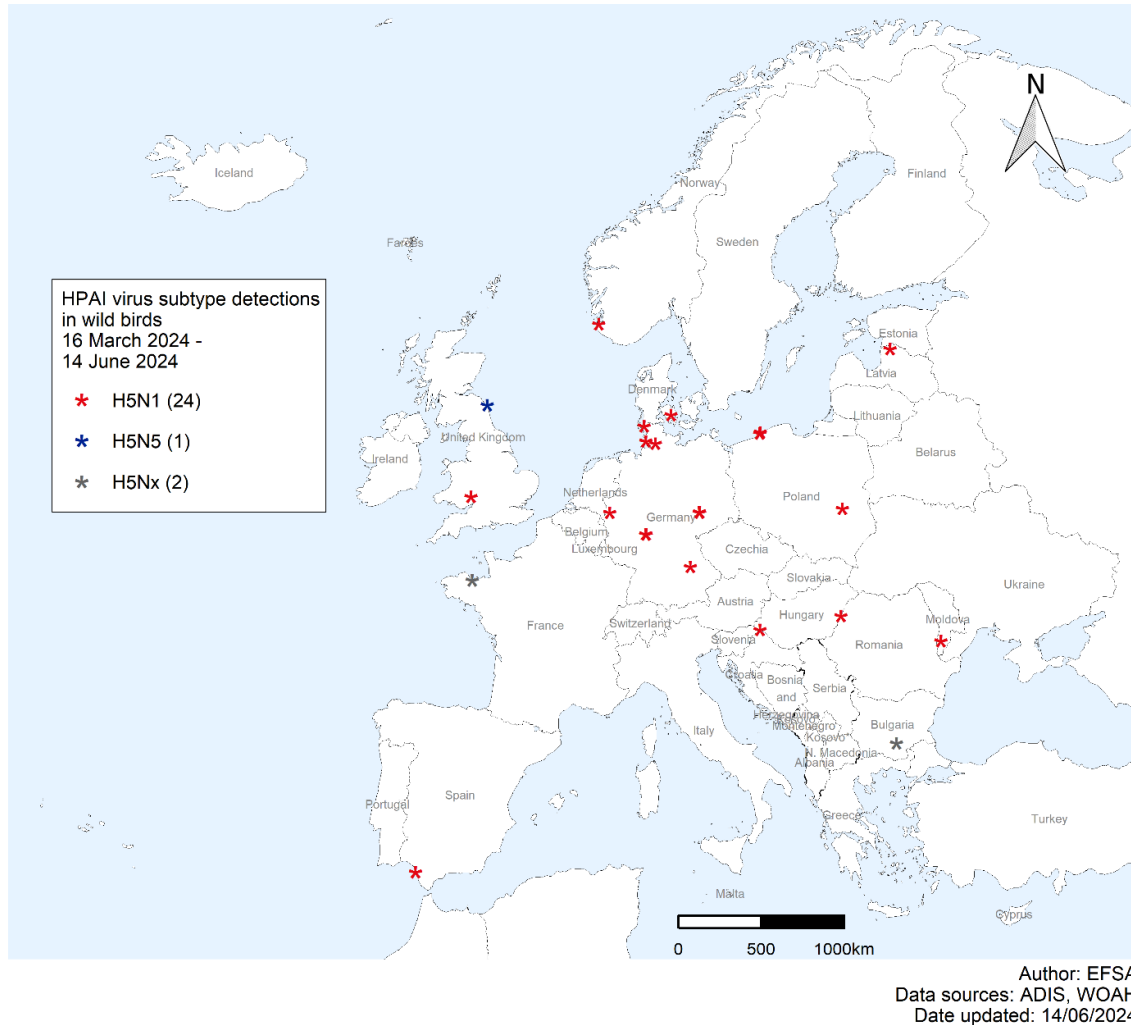 N
Iceland
Norway
Finland
Faroes
Sweden
HPAI virus subtype detections
in wild birds
16 March 2024 -
14 June 2024
H5N1 (24)
H5N5 (1)
H5Nx (2)
Estonia
Latvia
Denmark
Lithuania
United Kingdom
Ireland
Belarus
Netherlands
Poland
Germany
Belgium
Luxembourg
Czechia
Slovakia
Ukraine
Austria
Hungary
France
Switzerland
Moldova
Slovenia
Romania
Croatia
Bosnia
and
Herzegovina
Serbia
Montenegro
Kosovo
Bulgaria
Italy
N. Macedonia
Albania
Portugal
Spain
Greece
Turkey
Malta
Cyprus
0 500 1000km
Author: EFSA
Data sources: ADIS, WOAH
Date updated: 14/06/2024